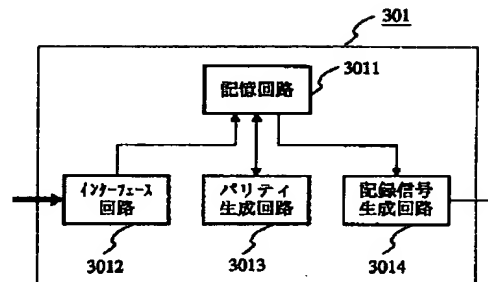 301
記憶回路
3011
インターフェース
回路
3012
パリティ
生成回路
3013
記録信号
生成回路
3014